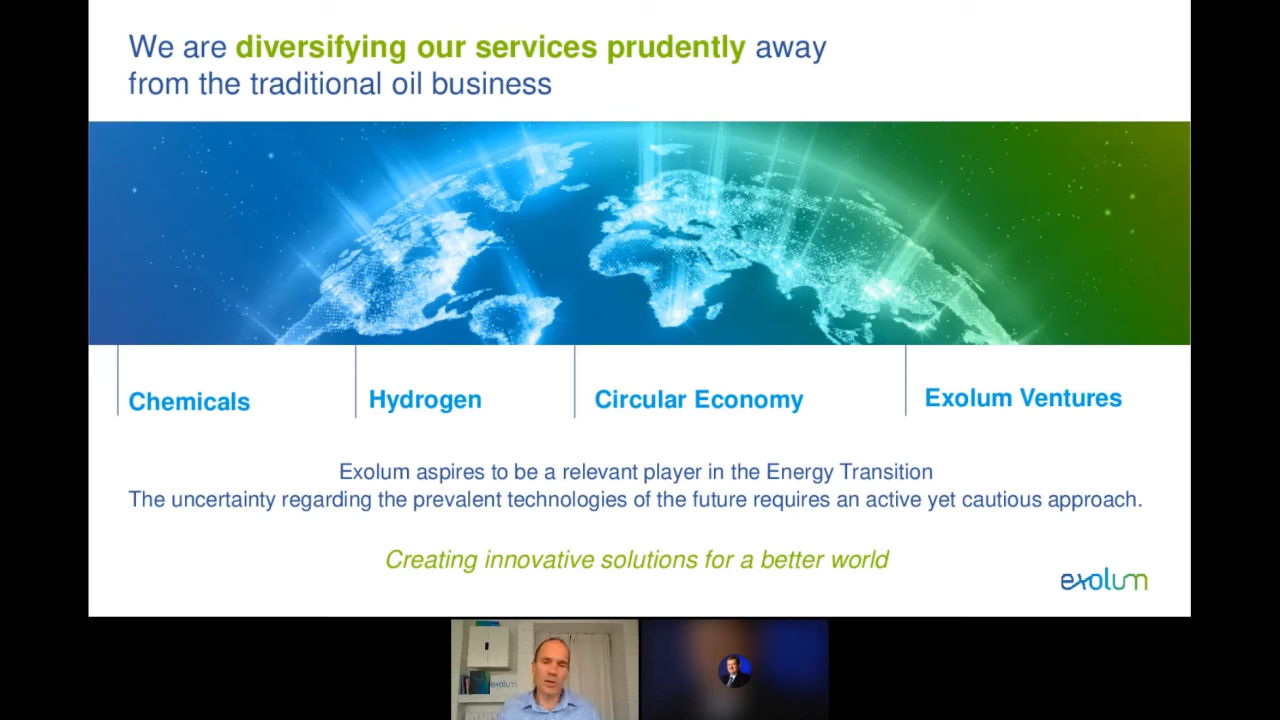 We are diversifying our services prudently away
from the traditional oil business
Chemicals
Hydrogen
Circular Economy
Exolum Ventures
Exolum aspires to be a relevant player in the Energy Transition
The uncertainty regarding the prevalent technologies of the future requires an active yet cautious approach.
Creating innovative solutions for a better world
exolum
exolum